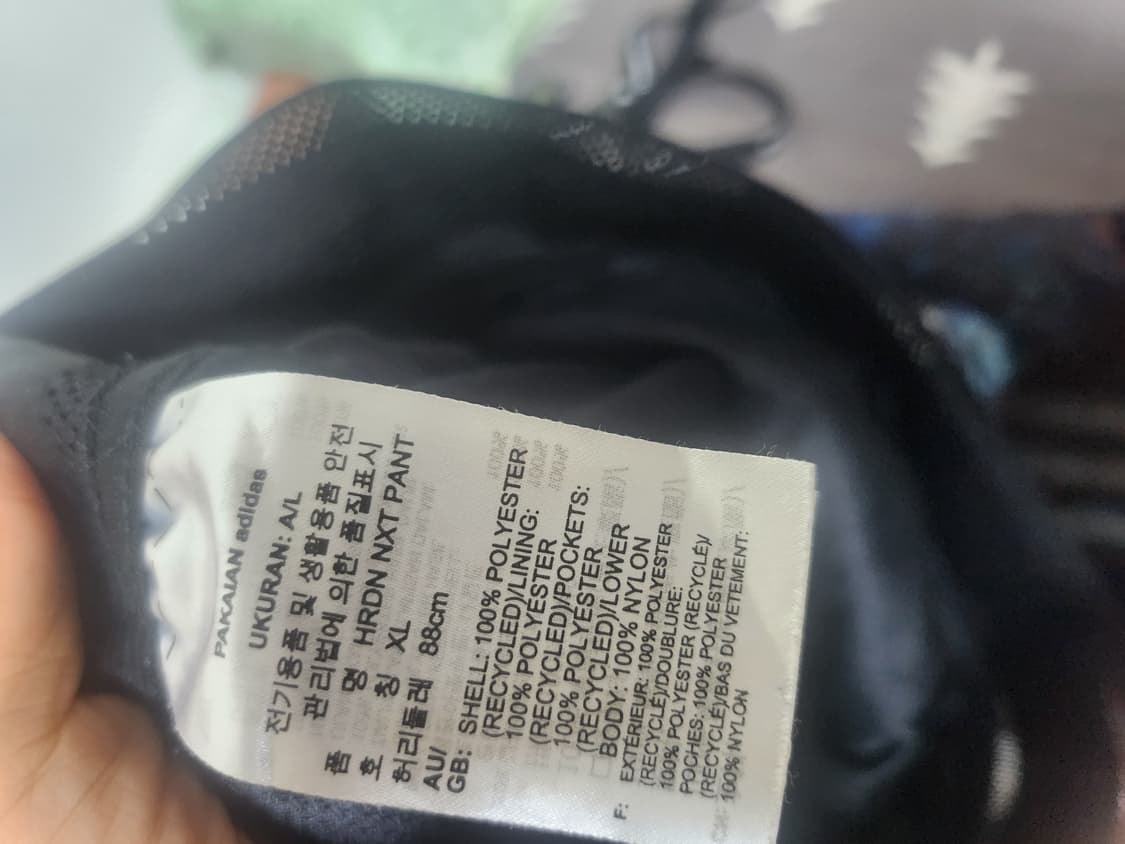 PAKAIAN adidas
UKURAN: A/L
전기용품 및 생활용품 안전
관리법에 의한 품질표시
품 명 HRDN NXT PANT
호 칭 XL
허리둘레 88cm
AU/
GB: SHELL: 100% POLYESTER
(RECYCLED)/LINING:
100% POLYESTER
(RECYCLED)/POCKETS:
100% POLYESTER
(RECYCLED)/LOWER
BODY: 100% NYLON
F: EXTÉRIEUR: 100% POLYESTER
(RECYCLÉ)/DOUBLURE:
100% POLYESTER (RECYCLÉ)/
POCHES: 100% POLYESTER
(RECYCLÉ)/BAS DU VETEMENT:
100% NYLON